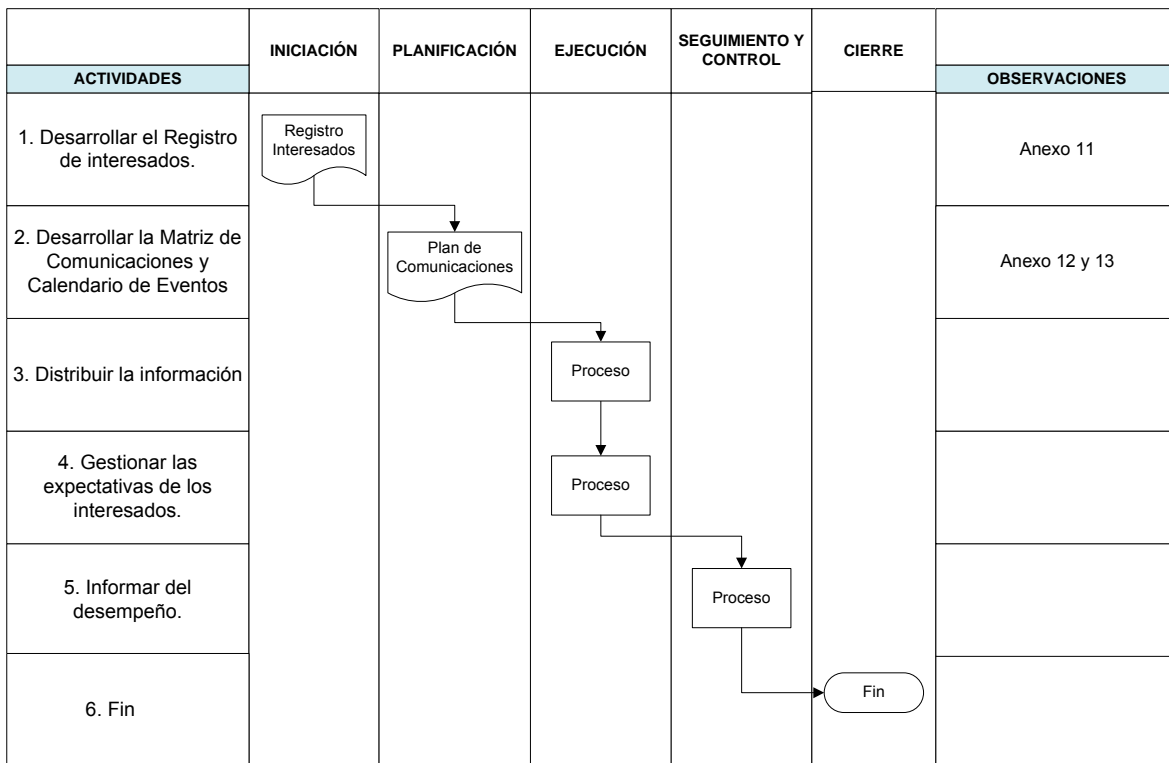 INICIACIÓN
PLANIFICACIÓN
EJECUCIÓN
SEGUIMIENTO Y
CONTROL
CIERRE
ACTIVIDADES
OBSERVACIONES
1. Desarrollar el Registro
de interesados.
Registro
Interesados
Anexo 11
2. Desarrollar la Matriz de
Comunicaciones y
Calendario de Eventos
Plan de
Comunicaciones
Anexo 12 y 13
3. Distribuir la información
Proceso
4. Gestionar las
expectativas de los
interesados.
Proceso
5. Informar del
desempeño.
Proceso
6. Fin
Fin